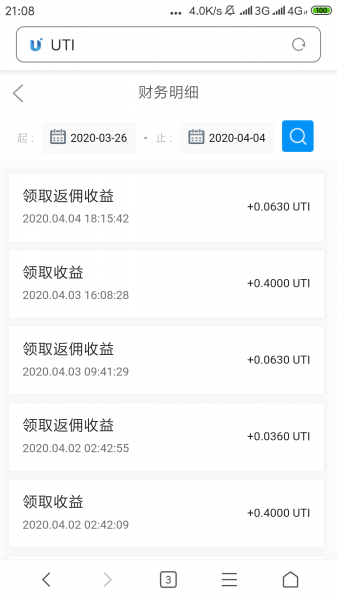 21:08
... 4.0K/s 3G 4G 100
UTI
财务明细
起: 2020-03-26 - 止: 2020-04-04
领取返佣收益
2020.04.04 18:15:42
+0.0630 UTI
领取收益
2020.04.03 16:08:28
+0.4000 UTI
领取返佣收益
2020.04.03 09:41:29
+0.0630 UTI
领取返佣收益
2020.04.02 02:42:55
+0.0360 UTI
领取收益
2020.04.02 02:42:09
+0.4000 UTI
3